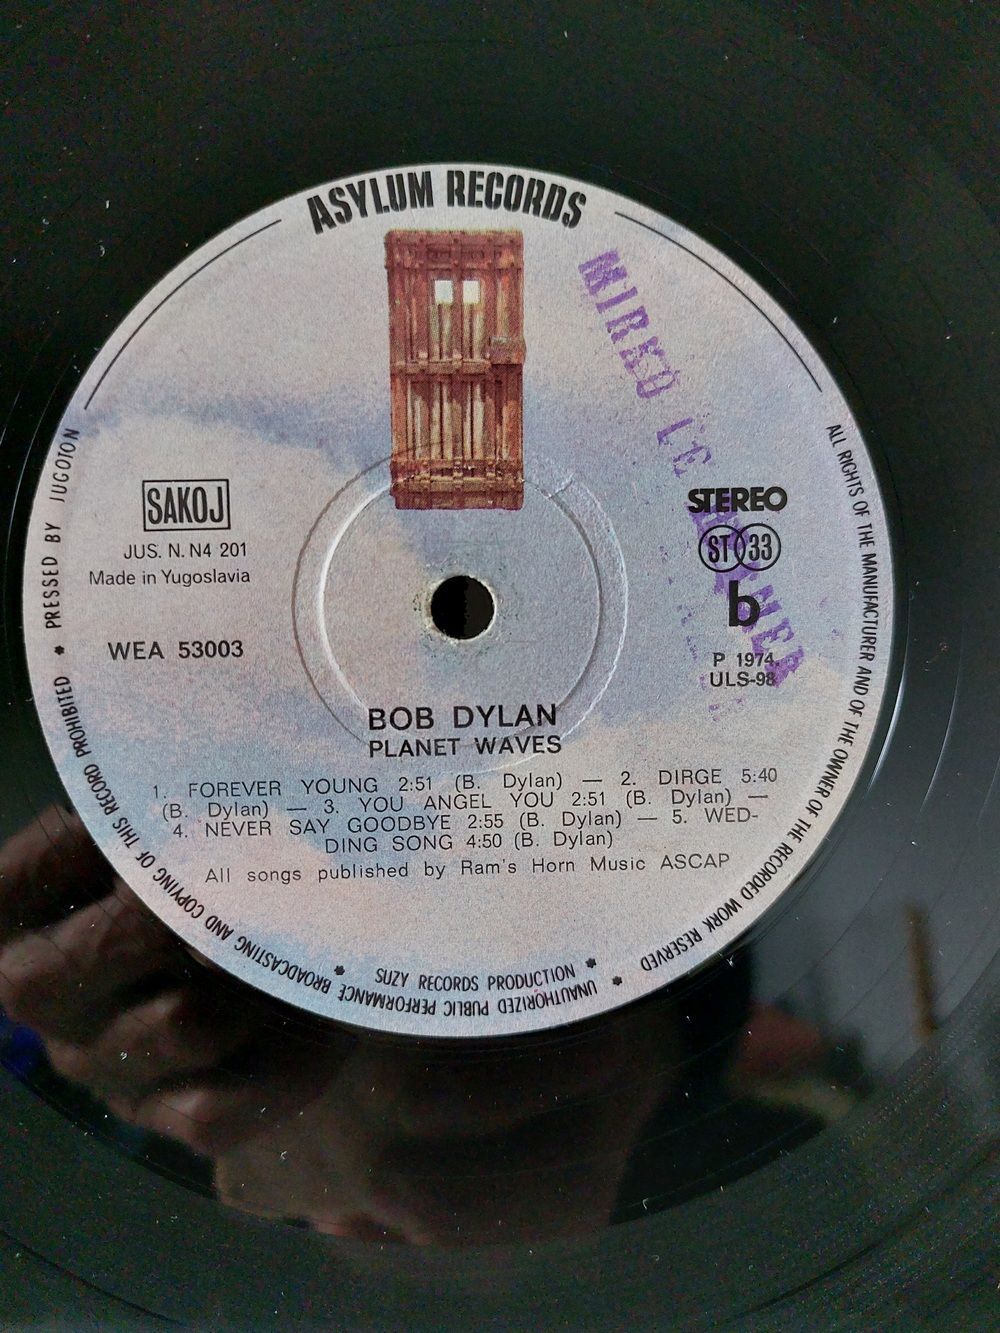 ASYLUM RECORDS
MIRKO
SAKOJ
JUS. N. N4 201
Made in Yugoslavia
WEA 53003
STEREO
ST 33
b
P 1974.
ULS-98
BOB DYLAN
PLANET WAVES
1. FOREVER YOUNG 2:51 (B. Dylan) — 2. DIRGE 5:40
(B. Dylan) — 3. YOU ANGEL YOU 2:51 (B. Dylan) —
4. NEVER SAY GOODBYE 2:55 (B. Dylan) — 5. WED-
DING SONG 4:50 (B. Dylan)
All songs published by Ram's Horn Music ASCAP
SUZY RECORDS PRODUCTION *
ALL RIGHTS OF THE MANUFACTURER AND OF THE OWNER OF THE RECORDED WORK RESERVED * UNAUTHORIZED PUBLIC PERFORMANCE * BROADCASTING AND COPYING OF THIS RECORD PROHIBITED * PRESSED BY JUGOTON